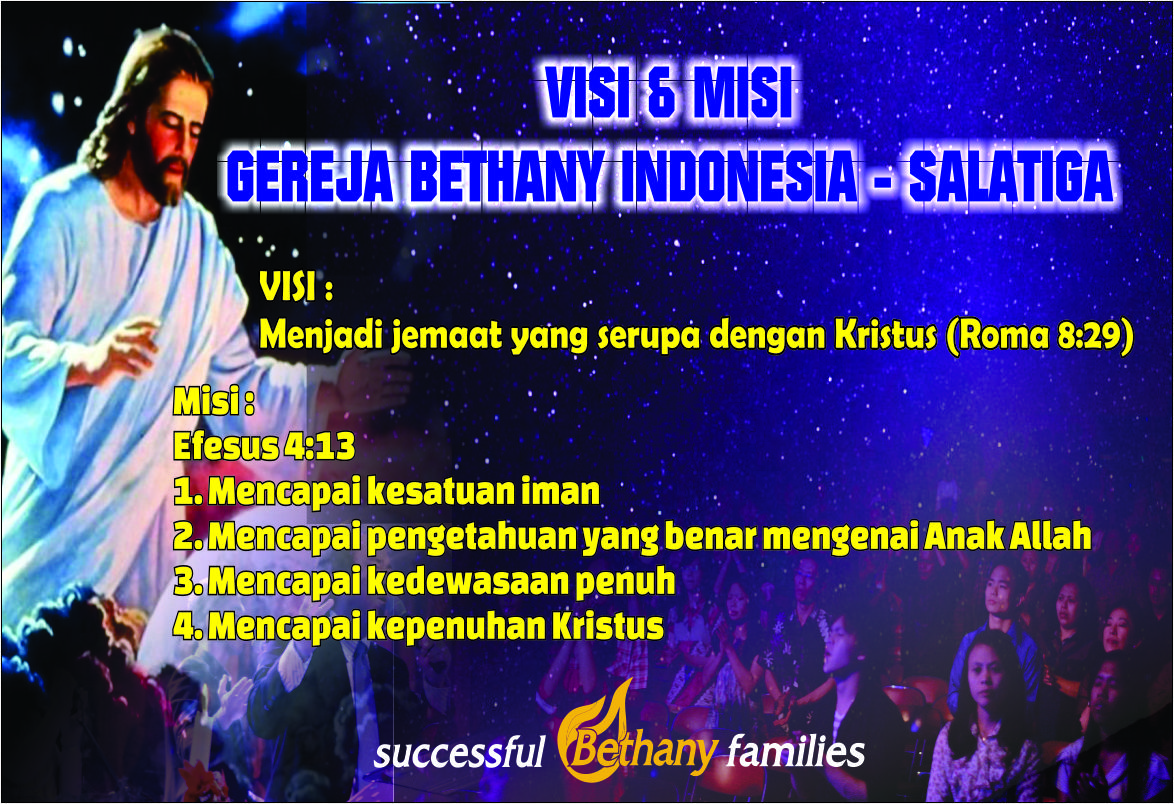 VISI & MISI
GEREJA BETHANY INDONESIA - SALATIGA
VISI :
Menjadi jemaat yang serupa dengan Kristus (Roma 8:29)
Misi :
Efesus 4:13
1. Mencapai kesatuan iman
2. Mencapai pengetahuan yang benar mengenai Anak Allah
3. Mencapai kedewasaan penuh
4. Mencapai kepenuhan Kristus
successful Bethany families